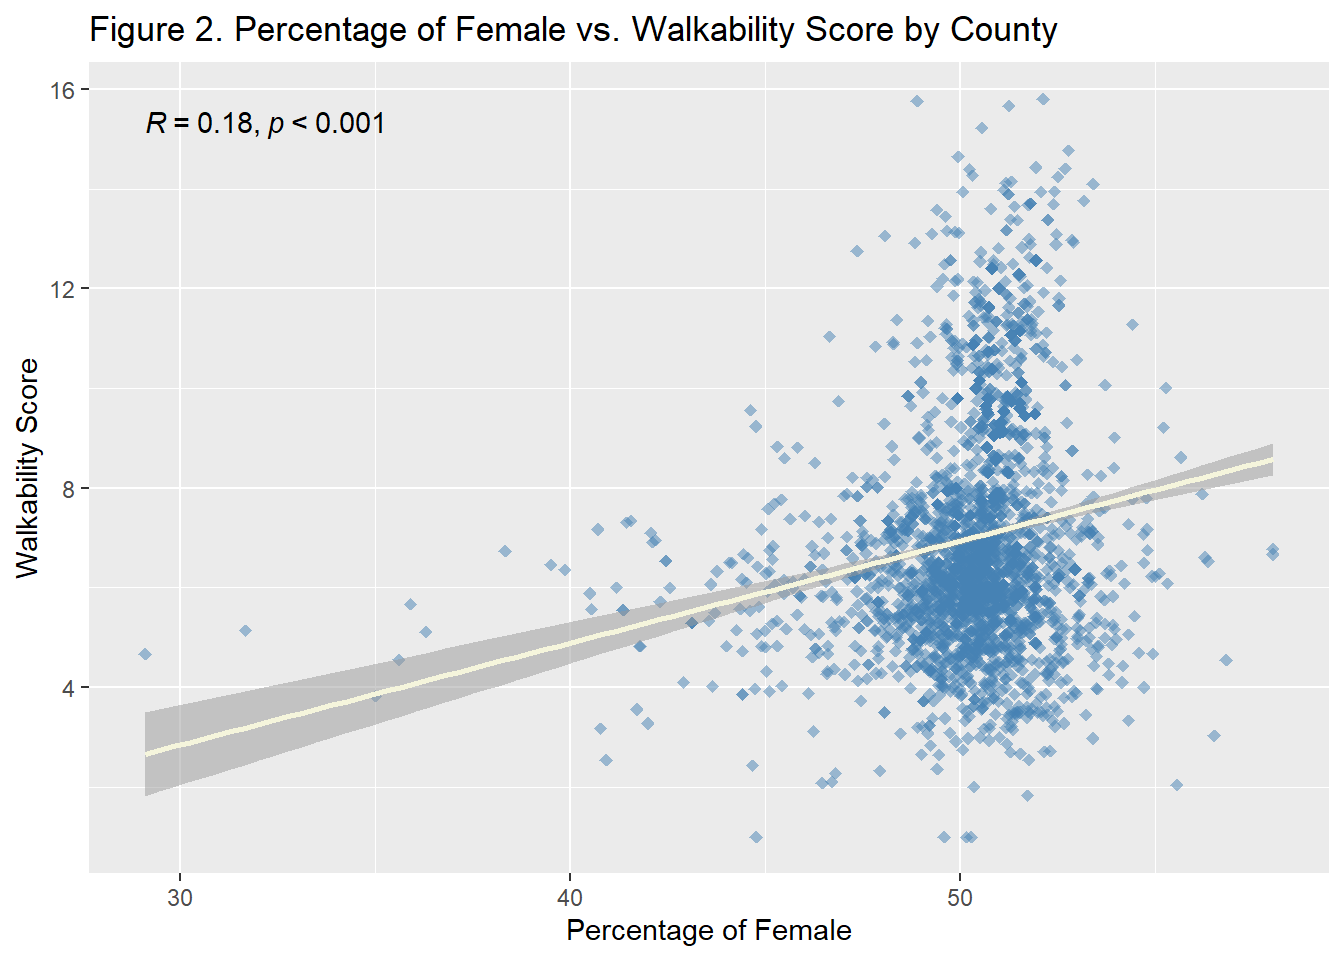 Figure 2. Percentage of Female vs. Walkability Score by County
R = 0.18, p < 0.001
16
12
8
4
Walkability Score
30 40 50
Percentage of Female